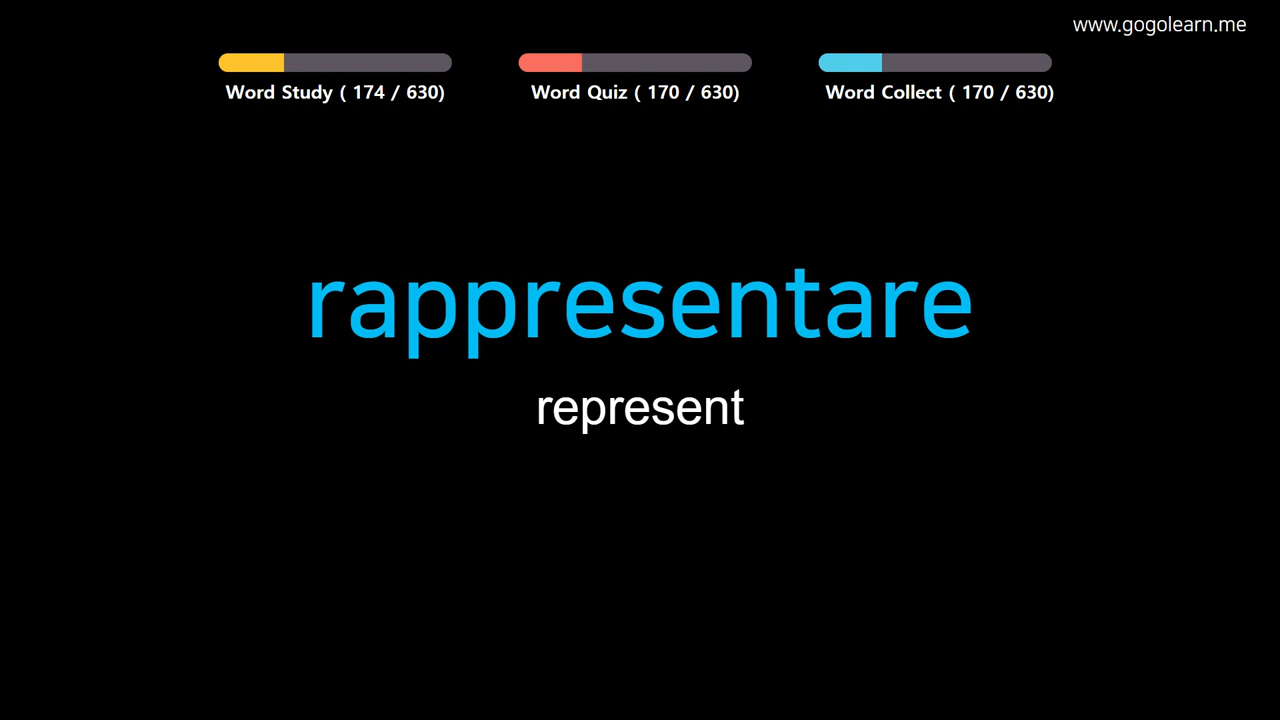 www.gogolearn.me
Word Study ( 174 / 630)
Word Quiz ( 170 / 630)
Word Collect ( 170 / 630)
rappresentare
represent